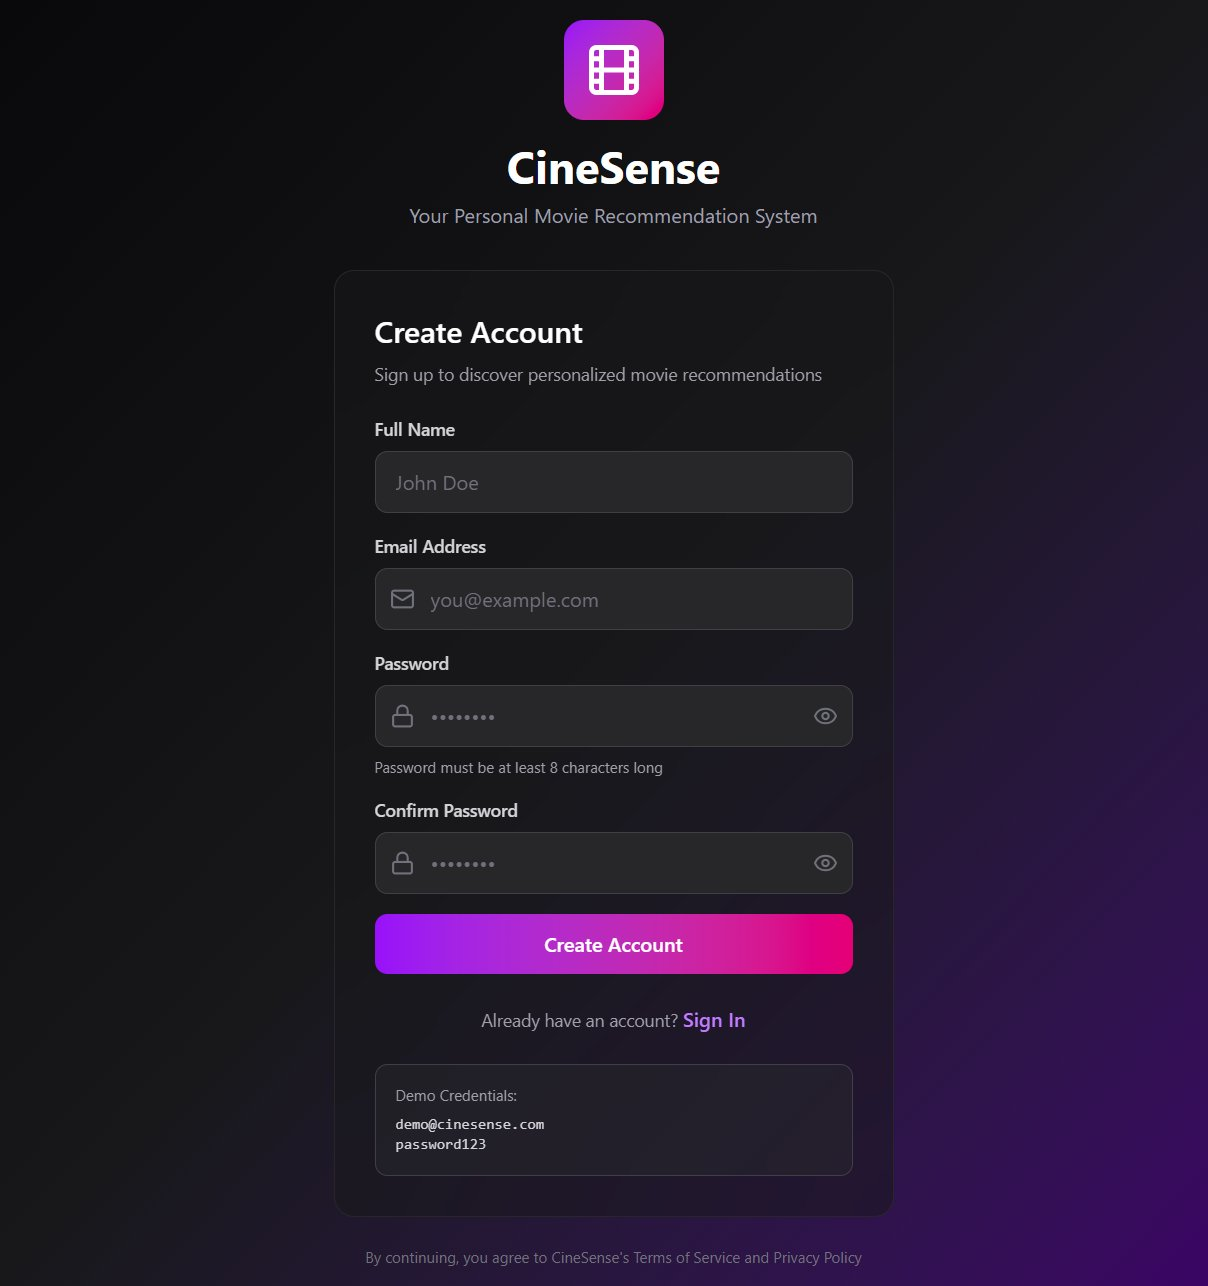 CineSense
Your Personal Movie Recommendation System
Create Account
Sign up to discover personalized movie recommendations
Full Name
John Doe
Email Address
you@example.com
Password
••••••••
Password must be at least 8 characters long
Confirm Password
••••••••
Create Account
Already have an account? Sign In
Demo Credentials:
demo@cinesense.com
password123
By continuing, you agree to CineSense's Terms of Service and Privacy Policy